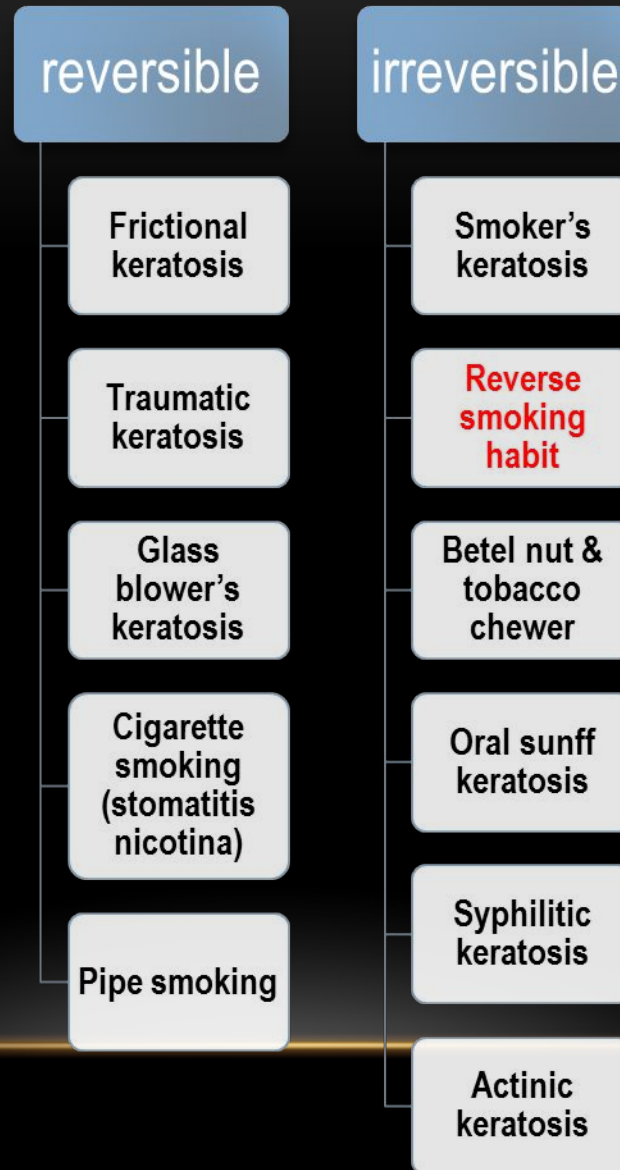 reversible
Frictional
keratosis
Traumatic
keratosis
Glass
blower's
keratosis
Cigarette
smoking
(stomatitis
nicotina)
Pipe smoking
irreversible
Smoker's
keratosis
Reverse
smoking
habit
Betel nut &
tobacco
chewer
Oral sunff
keratosis
Syphilitic
keratosis
Actinic
keratosis